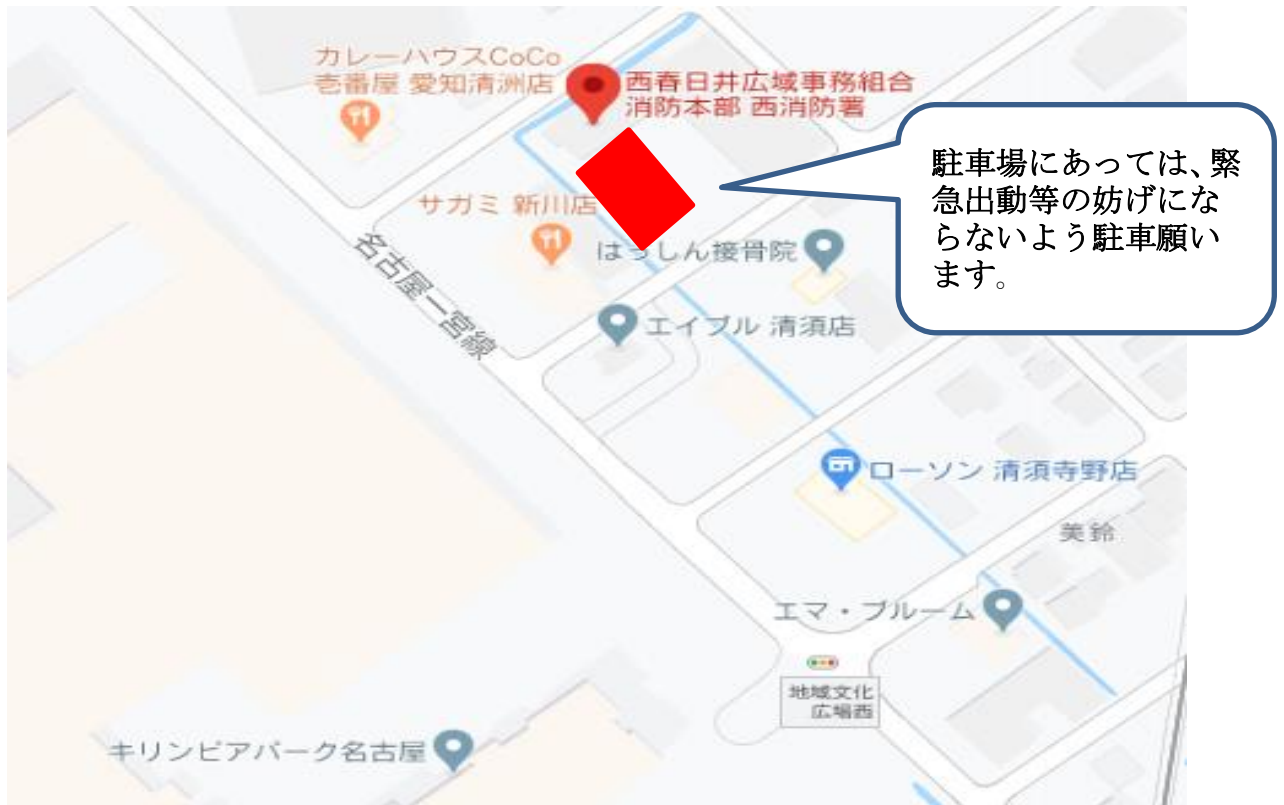 カレーハウスCoCo
壱番屋 愛知清洲店
西春日井広域事務組合
消防本部 西消防署
駐車場にあっては、緊
急出動等の妨げにな
らないよう駐車願い
ます。
サガミ 新川店
はっしん接骨院
名古屋一宮線
エイブル 清須店
ローソン 清須寺野店
美鈴
エマ・ブルーム
地域文化
広場西
キリンビアパーク名古屋